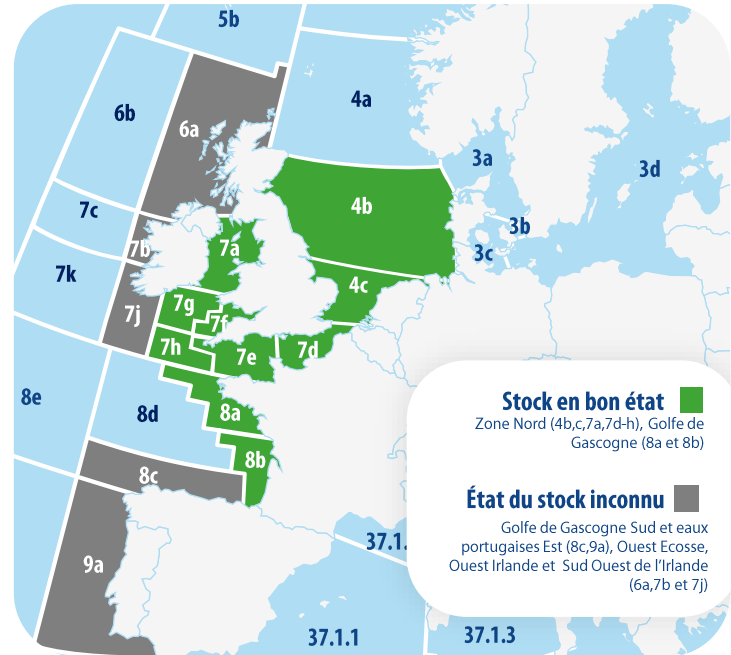 5b
6b
4a
6a
3a
3d
7c
4b
7b
7a
3b
3c
7k
4c
7g
7j
7f
7h
7e
7d
8e
8d
8a
8b
8c
9a
37.1.
37.1.1
37.1.3
Stock en bon état
Zone Nord (4b,c,7a,7d-h), Golfe de
Gascogne (8a et 8b)
État du stock inconnu
Golfe de Gascogne Sud et eaux
portugaises Est (8c,9a), Ouest Ecosse,
Ouest Irlande et Sud Ouest de l’Irlande
(6a,7b et 7j)